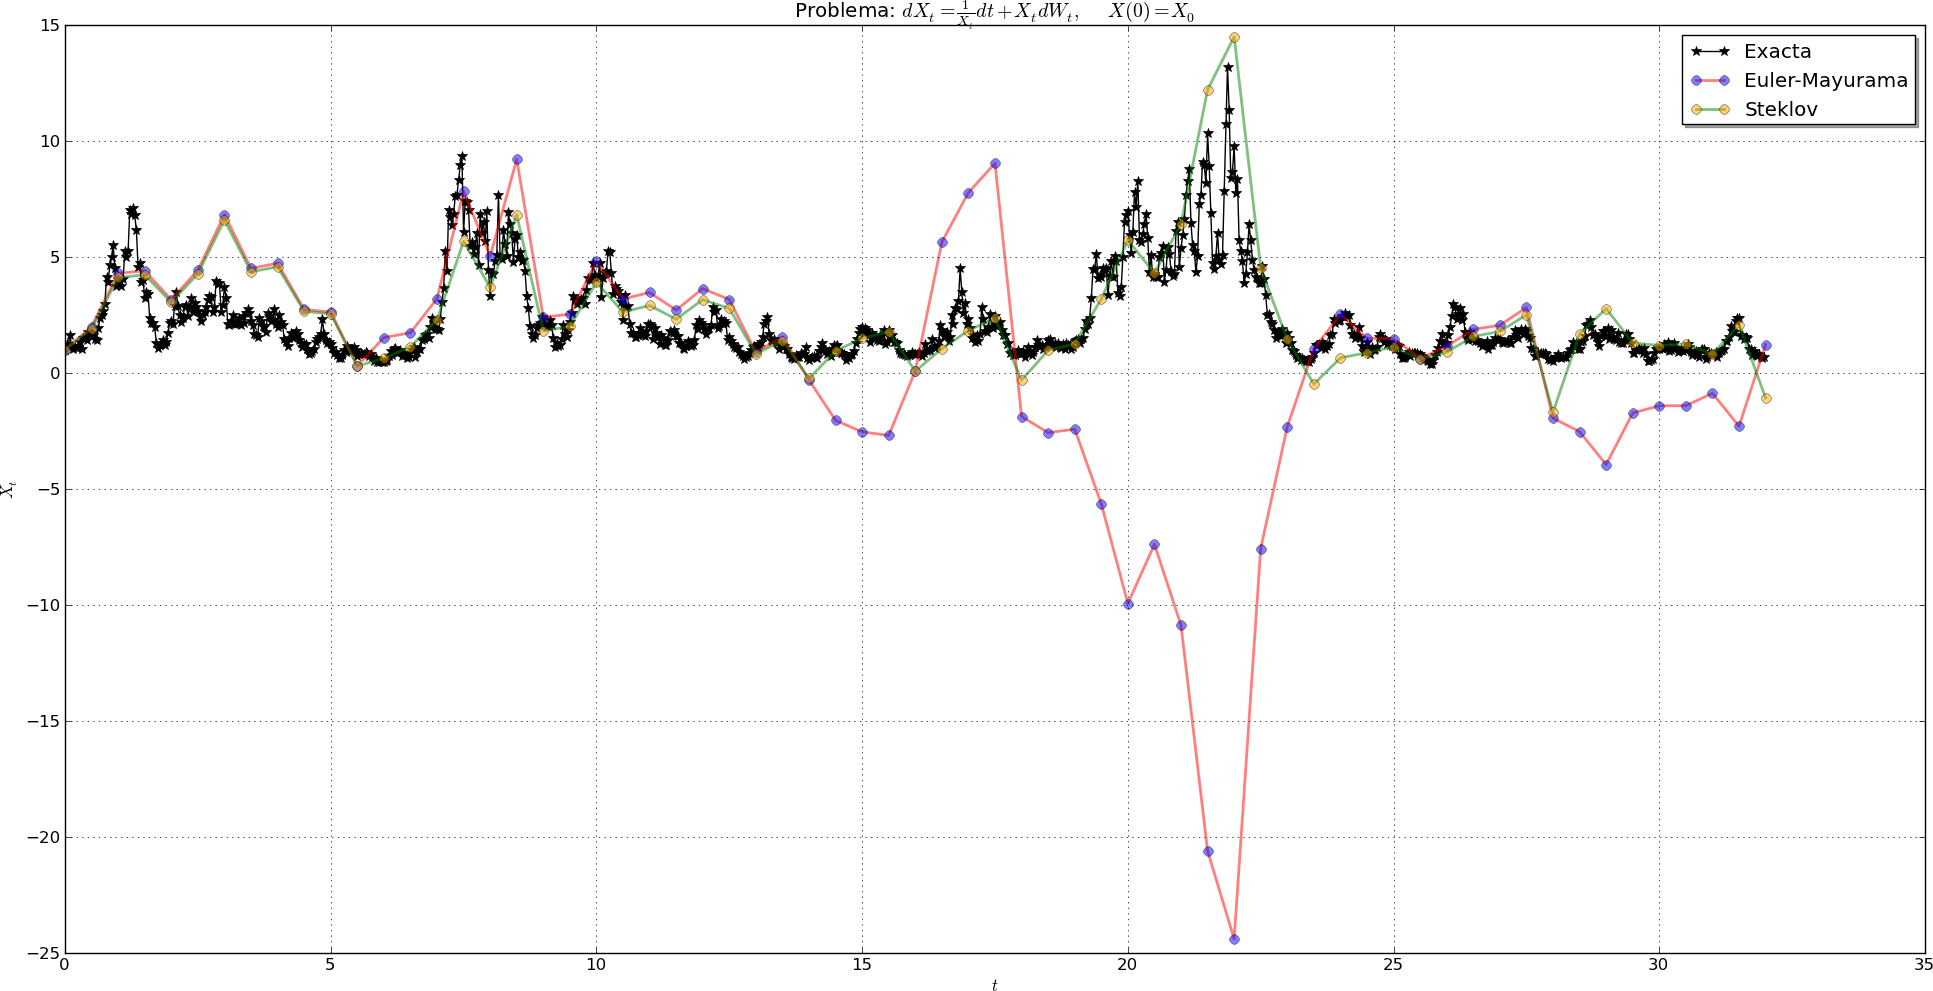 Problema: dX_t = 1/X_t dt + X_t dW_t, X(0) = X_0
Exacta
Euler-Mayurama
Steklov
15
10
5
0
−5
−10
−15
−20
−25
X_t
0 5 10 15 20 25 30 35
t